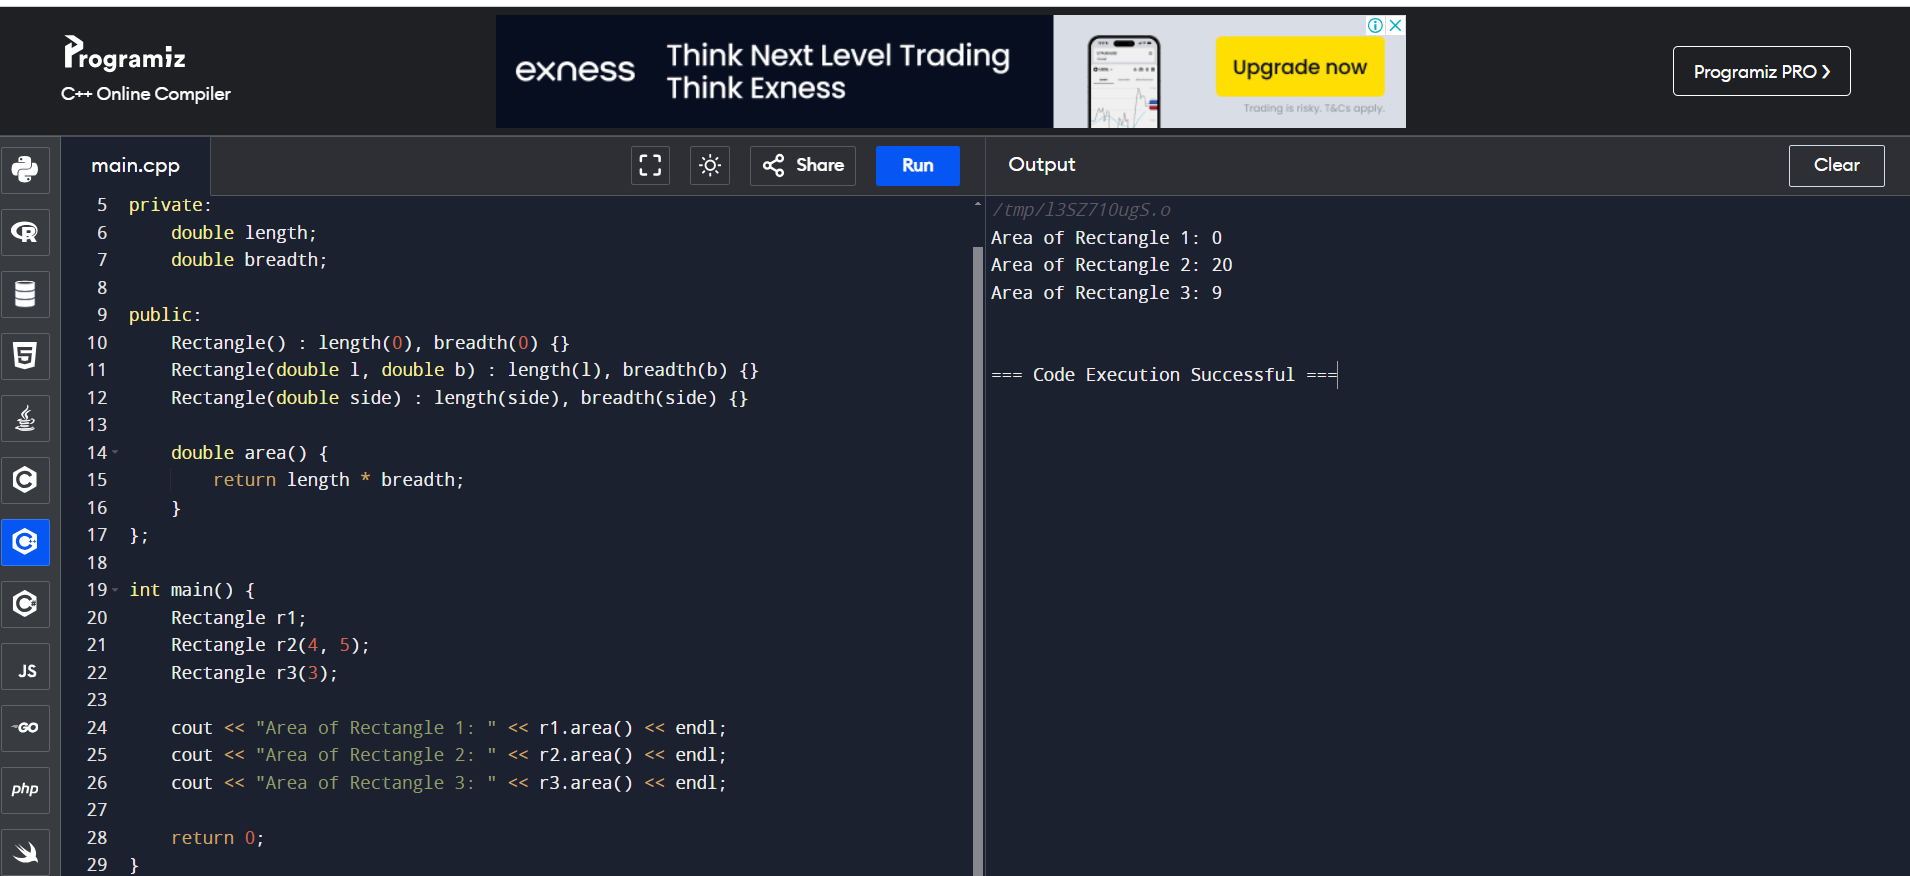 Programiz
C++ Online Compiler
exness
Think Next Level Trading
Think Exness
Upgrade now
Trading is risky. T&Cs apply.
Programiz PRO ❯
main.cpp
Share
Run
Output
Clear
5 private:
6     double length;
7     double breadth;
8
9 public:
10     Rectangle() : length(0), breadth(0) {}
11     Rectangle(double l, double b) : length(l), breadth(b) {}
12     Rectangle(double side) : length(side), breadth(side) {}
13
14     double area() {
15         return length * breadth;
16     }
17 };
18
19 int main() {
20     Rectangle r1;
21     Rectangle r2(4, 5);
22     Rectangle r3(3);
23
24     cout << "Area of Rectangle 1: " << r1.area() << endl;
25     cout << "Area of Rectangle 2: " << r2.area() << endl;
26     cout << "Area of Rectangle 3: " << r3.area() << endl;
27
28     return 0;
29 }
/tmp/l3SZ71OugS.o
Area of Rectangle 1: 0
Area of Rectangle 2: 20
Area of Rectangle 3: 9
=== Code Execution Successful ===
JS
GO
php